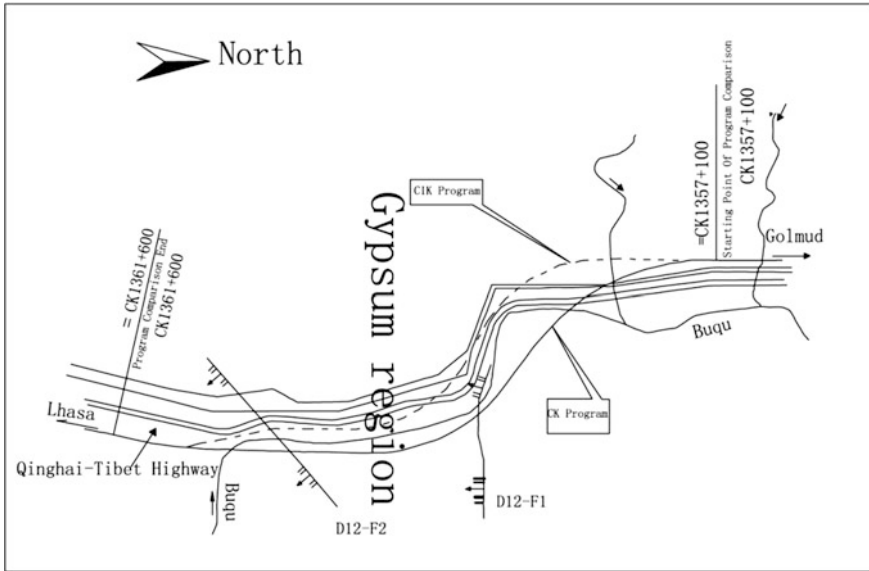 North
=CK1357+100
Starting Point Of Program Comparison
CK1357+100
Golmud
CIK Program
Gypsum region
= CK1361+600
Program Comparison End
CK1361+600
Buqu
CK Program
Lhasa
Qinghai-Tibet Highway
Buqu
D12-F2
D12-F1